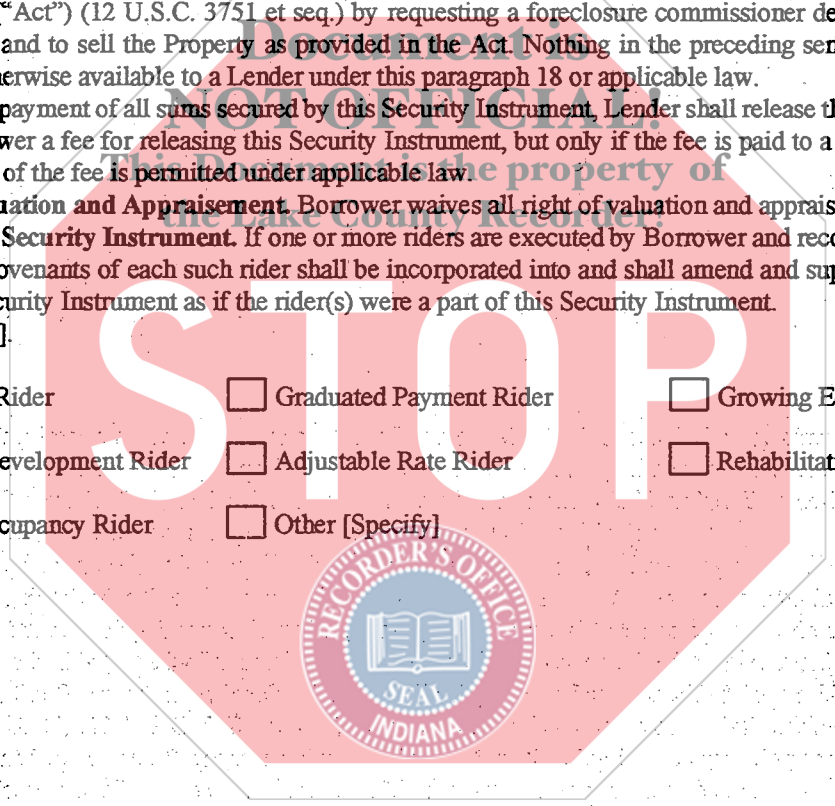 “Act”) (12 U.S.C. 3751 et seq.) by requesting a foreclosure commissioner de
Document is
and to sell the Property as provided in the Act. Nothing in the preceding sen
erwise available to a Lender under this paragraph 18 or applicable law.
NOT OFFICIAL!
payment of all sums secured by this Security Instrument, Lender shall release th
wer a fee for releasing this Security Instrument, but only if the fee is paid to a
of the fee is permitted under applicable law.
This Document is the property of
uation and Appraisement. Borrower waives all right of valuation and apprais
the Lake County Recorder!
Security Instrument. If one or more riders are executed by Borrower and reco
ovenants of each such rider shall be incorporated into and shall amend and sup
curity Instrument as if the rider(s) were a part of this Security Instrument.
].
STOP
Rider Graduated Payment Rider Growing E
evelopment Rider Adjustable Rate Rider Rehabilitat
cupancy Rider Other [Specify]
RECORDER'S OFFICE
SEAL
INDIANA